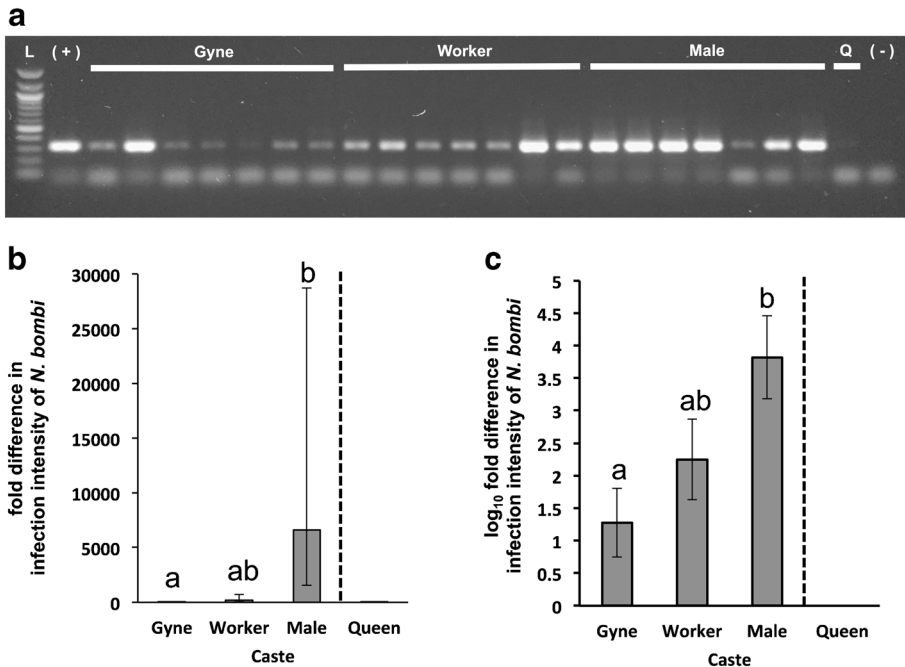 a
L (+) Gyne Worker Male Q (-)
b
fold difference in
infection intensity of N. bombi
30000
25000
20000
15000
10000
5000
0
a
ab
b
Gyne Worker Male Queen
Caste
c
log10 fold difference in
infection intensity of N. bombi
5
4.5
4
3.5
3
2.5
2
1.5
1
0.5
0
a
ab
b
Gyne Worker Male Queen
Caste